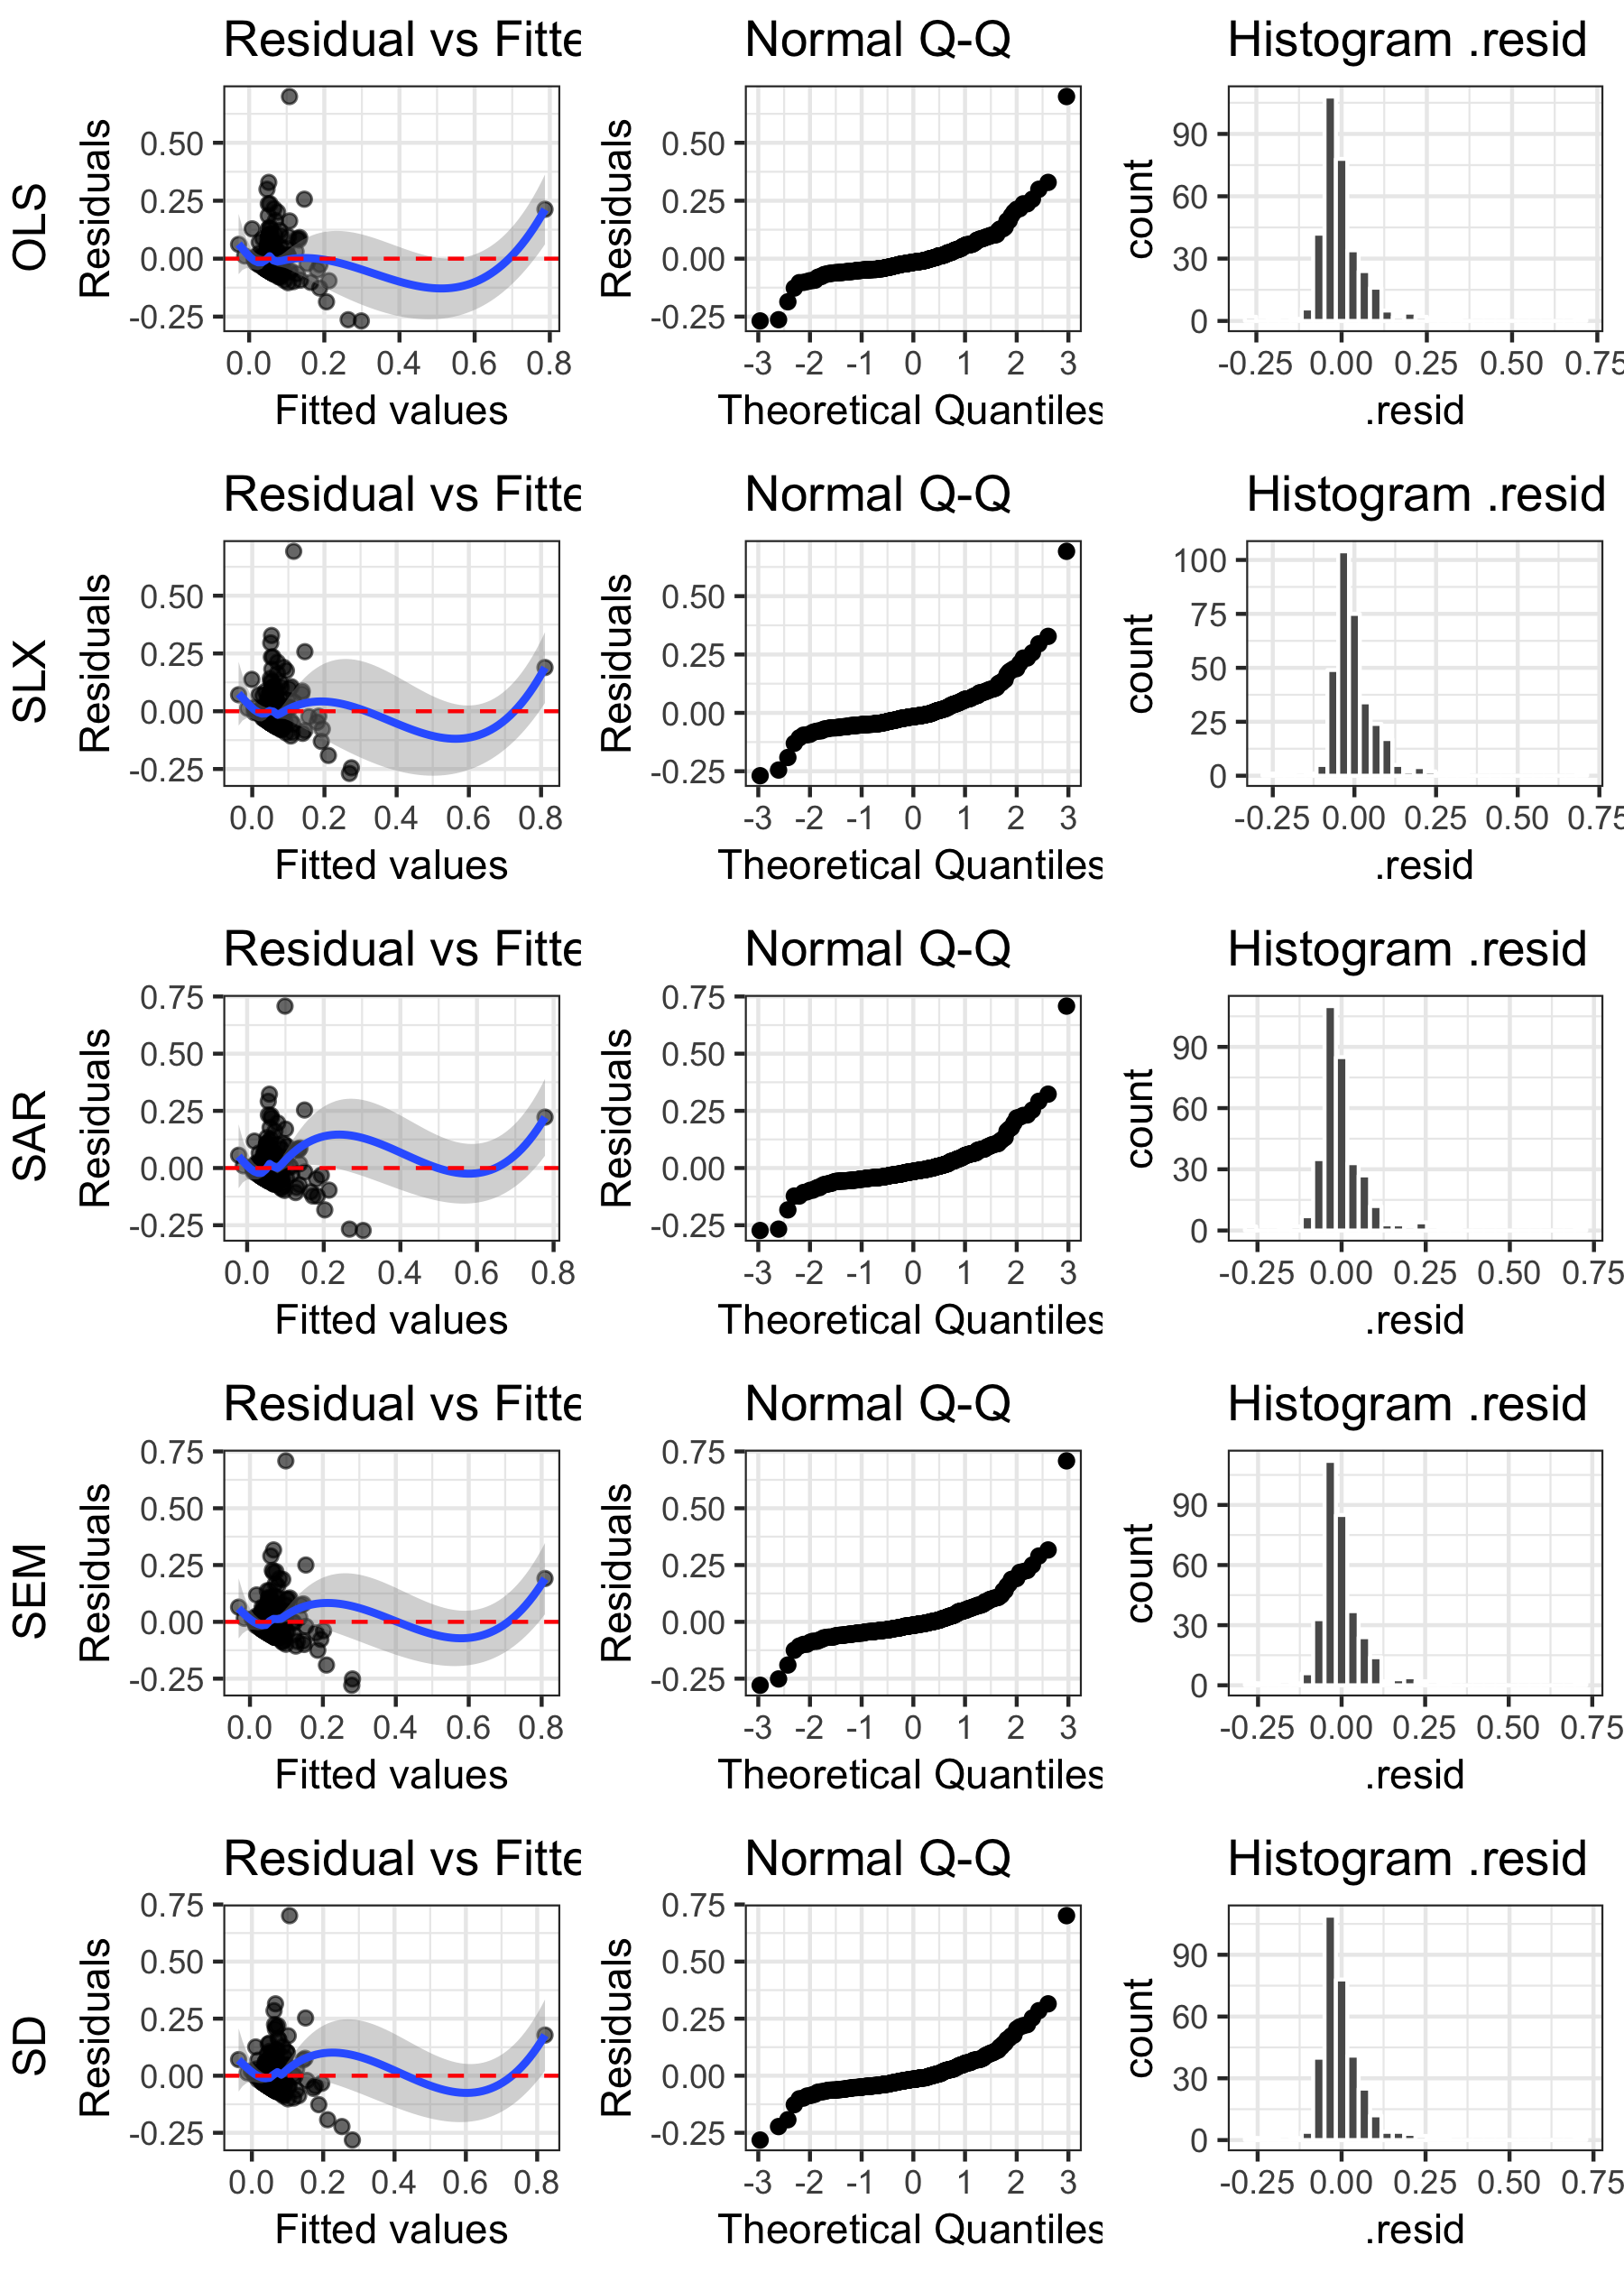 Residual vs Fitte
Normal Q-Q
Histogram .resid
OLS
Residuals
0.50
0.25
0.00
-0.25
0.0 0.2 0.4 0.6 0.8
Fitted values
Residuals
0.50
0.25
0.00
-0.25
-3 -2 -1 0 1 2 3
Theoretical Quantiles
count
90
60
30
0
-0.25 0.00 0.25 0.50 0.75
.resid
Residual vs Fitte
Normal Q-Q
Histogram .resid
SLX
Residuals
0.50
0.25
0.00
-0.25
0.0 0.2 0.4 0.6 0.8
Fitted values
Residuals
0.50
0.25
0.00
-0.25
-3 -2 -1 0 1 2 3
Theoretical Quantiles
count
100
75
50
25
0
-0.25 0.00 0.25 0.50 0.75
.resid
Residual vs Fitte
Normal Q-Q
Histogram .resid
SAR
Residuals
0.75
0.50
0.25
0.00
-0.25
0.0 0.2 0.4 0.6 0.8
Fitted values
Residuals
0.75
0.50
0.25
0.00
-0.25
-3 -2 -1 0 1 2 3
Theoretical Quantiles
count
90
60
30
0
-0.25 0.00 0.25 0.50 0.75
.resid
Residual vs Fitte
Normal Q-Q
Histogram .resid
SEM
Residuals
0.75
0.50
0.25
0.00
-0.25
0.0 0.2 0.4 0.6 0.8
Fitted values
Residuals
0.75
0.50
0.25
0.00
-0.25
-3 -2 -1 0 1 2 3
Theoretical Quantiles
count
90
60
30
0
-0.25 0.00 0.25 0.50 0.75
.resid
Residual vs Fitte
Normal Q-Q
Histogram .resid
SD
Residuals
0.75
0.50
0.25
0.00
-0.25
0.0 0.2 0.4 0.6 0.8
Fitted values
Residuals
0.75
0.50
0.25
0.00
-0.25
-3 -2 -1 0 1 2 3
Theoretical Quantiles
count
90
60
30
0
-0.25 0.00 0.25 0.50 0.75
.resid